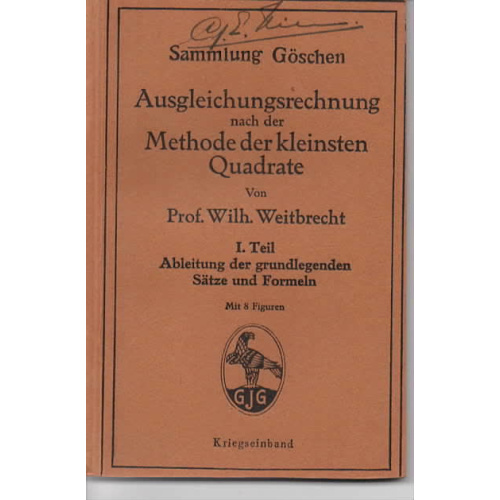 Sammlung Göschen
Ausgleichungsrechnung
nach der
Methode der kleinsten
Quadrate
Von
Prof. Wilh. Weitbrecht
I. Teil
Ableitung der grundlegenden
Sätze und Formeln
Mit 8 Figuren
GJG
Kriegseinband